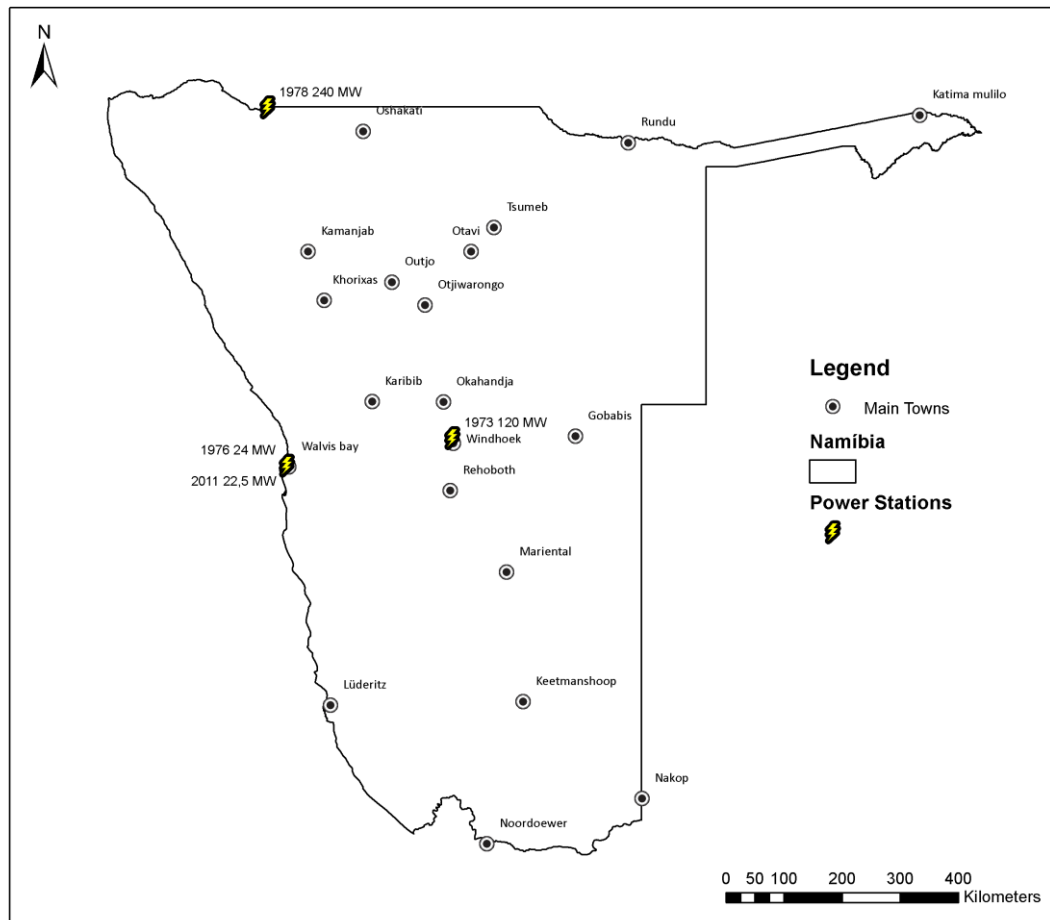 N
1978 240 MW
Oshakati
Rundu
Katima mulilo
Tsumeb
Kamanjab
Otavi
Outjo
Khorixas
Otjiwarongo
Karibib
Okahandja
1973 120 MW
Gobabis
1976 24 MW
Walvis bay
Windhoek
2011 22,5 MW
Rehoboth
Mariental
Lüderitz
Keetmanshoop
Nakop
Noordoewer
Legend
Main Towns
Namíbia
Power Stations
0 50 100 200 300 400
Kilometers